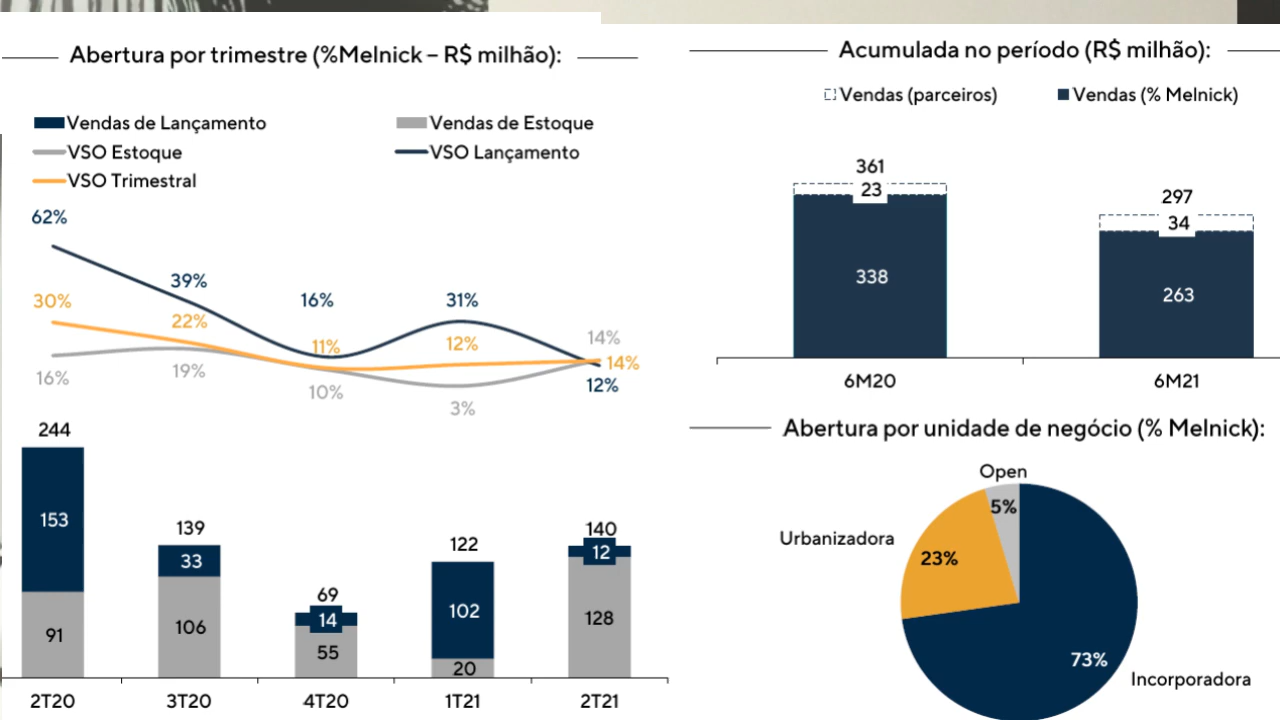 Abertura por trimestre (%Melnick – R$ milhão):
Vendas de Lançamento
Vendas de Estoque
VSO Estoque
VSO Lançamento
VSO Trimestral
62%
39%
16%
31%
30%
22%
11%
12%
14%
14%
16%
19%
10%
3%
12%
244
139
69
122
140
153
33
14
102
12
91
106
55
20
128
2T20
3T20
4T20
1T21
2T21
Acumulada no período (R$ milhão):
Vendas (parceiros)
Vendas (% Melnick)
361
23
338
297
34
263
6M20
6M21
Abertura por unidade de negócio (% Melnick):
Open
5%
Urbanizadora
23%
73%
Incorporadora